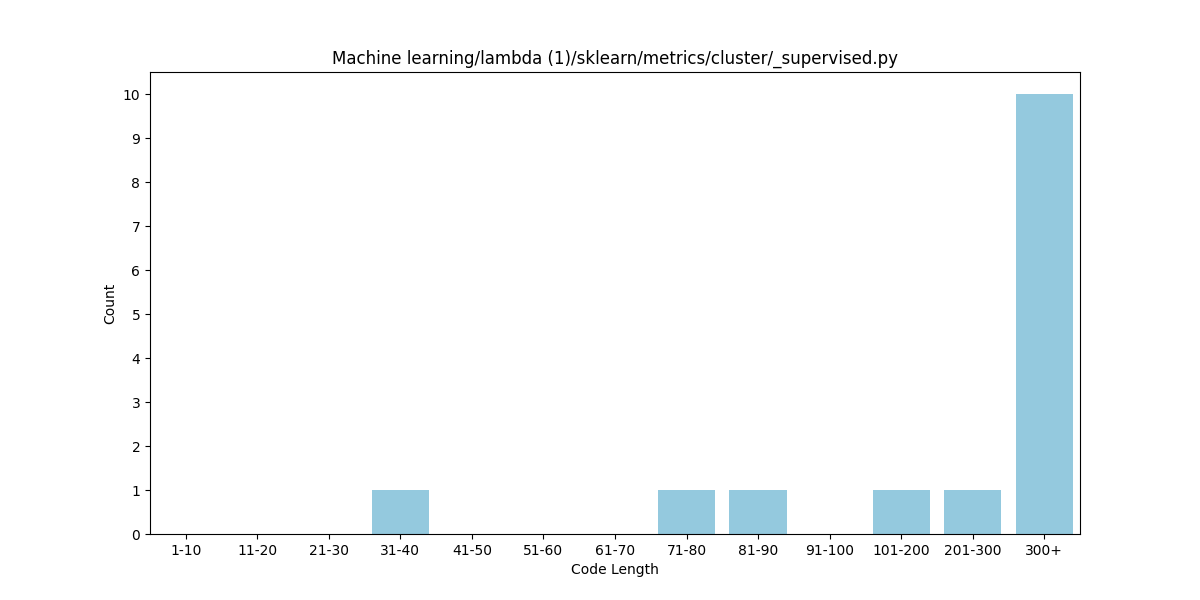 Machine learning/lambda (1)/sklearn/metrics/cluster/_supervised.py
10
9
8
7
6
5
4
3
2
1
0
Count
1-10 11-20 21-30 31-40 41-50 51-60 61-70 71-80 81-90 91-100 101-200 201-300 300+
Code Length